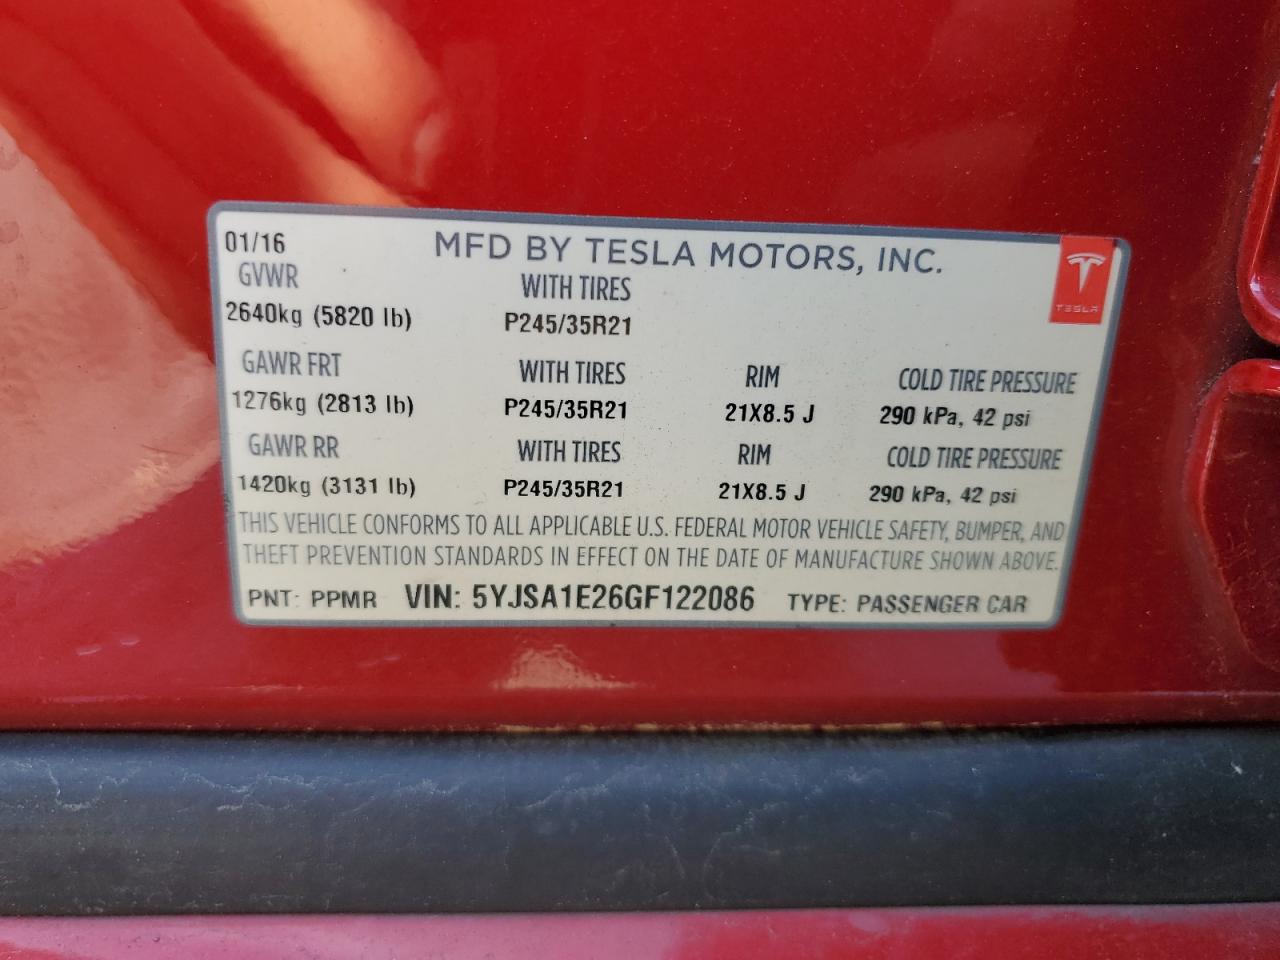 01/16 MFD BY TESLA MOTORS, INC.
GVWR WITH TIRES
TESLA
2640kg (5820 lb) P245/35R21
GAWR FRT WITH TIRES RIM COLD TIRE PRESSURE
1276kg (2813 lb) P245/35R21 21X8.5 J 290 kPa, 42 psi
GAWR RR WITH TIRES RIM COLD TIRE PRESSURE
1420kg (3131 lb) P245/35R21 21X8.5 J 290 kPa, 42 psi
THIS VEHICLE CONFORMS TO ALL APPLICABLE U.S. FEDERAL MOTOR VEHICLE SAFETY, BUMPER, AND
THEFT PREVENTION STANDARDS IN EFFECT ON THE DATE OF MANUFACTURE SHOWN ABOVE.
PNT: PPMR VIN: 5YJSA1E26GF122086 TYPE: PASSENGER CAR